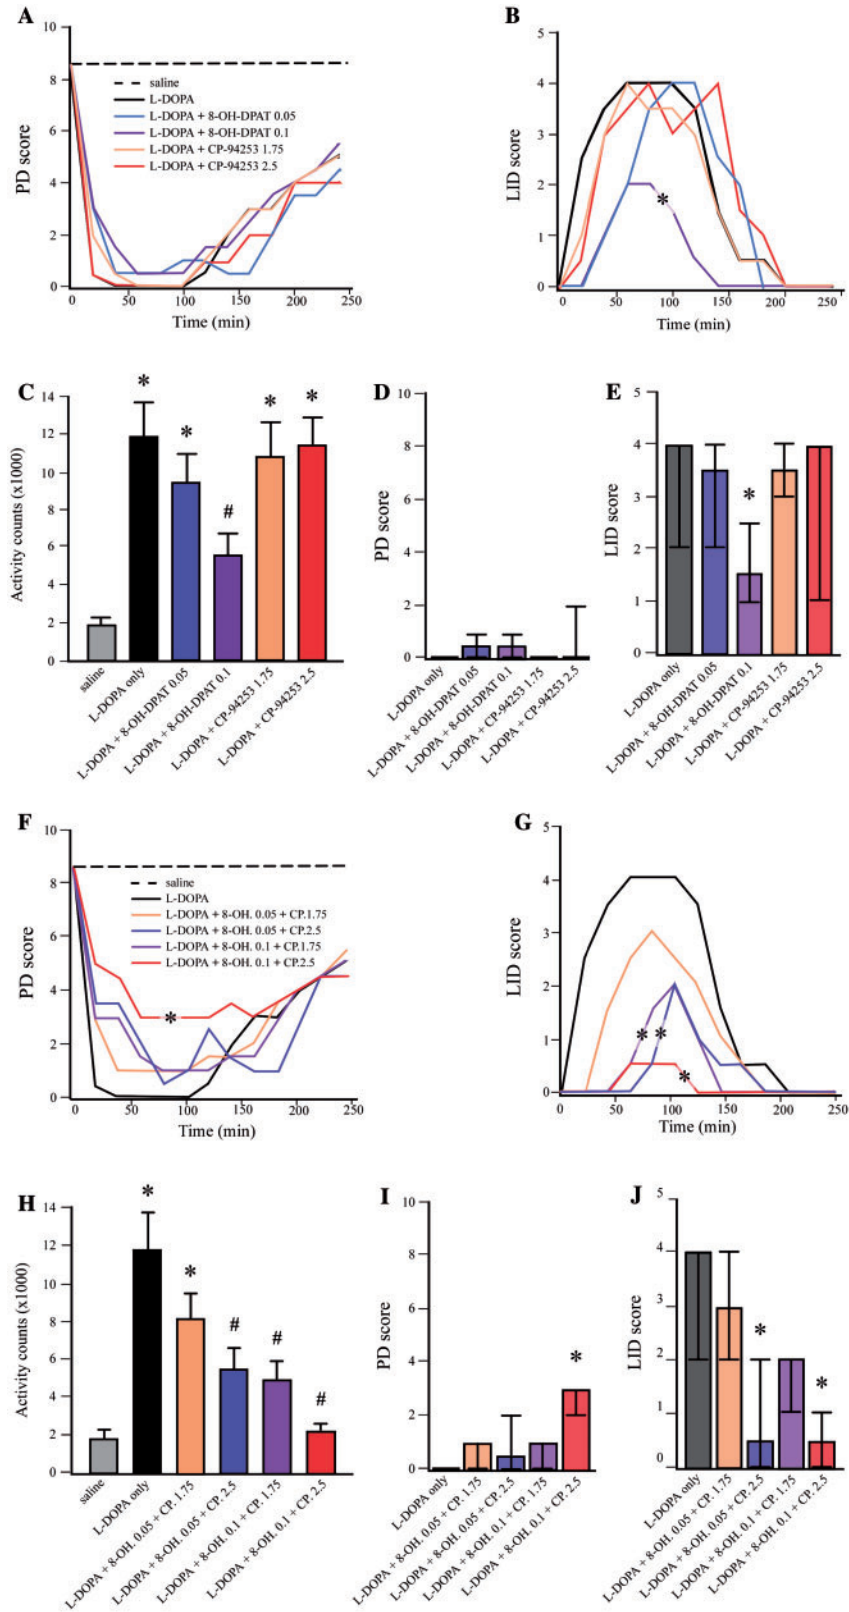 A
10
8
6
4
2
0
PD score
saline
L-DOPA
L-DOPA + 8-OH-DPAT 0.05
L-DOPA + 8-OH-DPAT 0.1
L-DOPA + CP-94253 1.75
L-DOPA + CP-94253 2.5
0 50 100 150 200 250
Time (min)
B
5
4
3
2
1
0
LID score
*
0 50 100 150 200 250
Time (min)
C
14
12
10
8
6
4
2
0
Activity counts (x1000)
* * # * *
saline
L-DOPA only
L-DOPA + 8-OH-DPAT 0.05
L-DOPA + 8-OH-DPAT 0.1
L-DOPA + CP-94253 1.75
L-DOPA + CP-94253 2.5
D
10
8
6
4
2
0
PD score
L-DOPA only
L-DOPA + 8-OH-DPAT 0.05
L-DOPA + 8-OH-DPAT 0.1
L-DOPA + CP-94253 1.75
L-DOPA + CP-94253 2.5
E
5
4
3
2
1
0
LID score
*
L-DOPA only
L-DOPA + 8-OH-DPAT 0.05
L-DOPA + 8-OH-DPAT 0.1
L-DOPA + CP-94253 1.75
L-DOPA + CP-94253 2.5
F
10
8
6
4
2
0
PD score
saline
L-DOPA
L-DOPA + 8-OH. 0.05 + CP.1.75
L-DOPA + 8-OH. 0.05 + CP.2.5
L-DOPA + 8-OH. 0.1 + CP.1.75
L-DOPA + 8-OH. 0.1 + CP.2.5
*
0 50 100 150 200 250
Time (min)
G
5
4
3
2
1
0
LID score
* *
*
0 50 100 150 200 250
Time (min)
H
14
12
10
8
6
4
2
0
Activity counts (x1000)
* * # # #
saline
L-DOPA only
L-DOPA + 8-OH. 0.05 + CP. 1.75
L-DOPA + 8-OH. 0.05 + CP. 2.5
L-DOPA + 8-OH. 0.1 + CP. 1.75
L-DOPA + 8-OH. 0.1 + CP. 2.5
I
10
8
6
4
2
0
PD score
*
L-DOPA only
L-DOPA + 8-OH. 0.05 + CP. 1.75
L-DOPA + 8-OH. 0.05 + CP. 2.5
L-DOPA + 8-OH. 0.1 + CP. 1.75
L-DOPA + 8-OH. 0.1 + CP. 2.5
J
5
4
3
2
1
0
LID score
* *
L-DOPA only
L-DOPA + 8-OH. 0.05 + CP. 1.75
L-DOPA + 8-OH. 0.05 + CP. 2.5
L-DOPA + 8-OH. 0.1 + CP. 1.75
L-DOPA + 8-OH. 0.1 + CP. 2.5